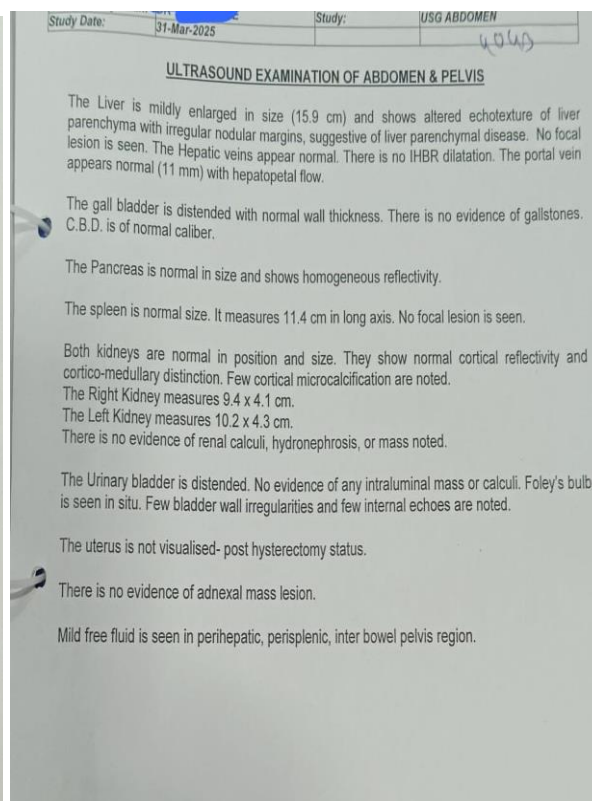 Study Date:
31-Mar-2025
Study:
USG ABDOMEN
ULTRASOUND EXAMINATION OF ABDOMEN & PELVIS
The Liver is mildly enlarged in size (15.9 cm) and shows altered echotexture of liver
parenchyma with irregular nodular margins, suggestive of liver parenchymal disease. No focal
lesion is seen. The Hepatic veins appear normal. There is no IHBR dilatation. The portal vein
appears normal (11 mm) with hepatopetal flow.
The gall bladder is distended with normal wall thickness. There is no evidence of gallstones.
C.B.D. is of normal caliber.
The Pancreas is normal in size and shows homogeneous reflectivity.
The spleen is normal size. It measures 11.4 cm in long axis. No focal lesion is seen.
Both kidneys are normal in position and size. They show normal cortical reflectivity and
cortico-medullary distinction. Few cortical microcalcification are noted.
The Right Kidney measures 9.4 x 4.1 cm.
The Left Kidney measures 10.2 x 4.3 cm.
There is no evidence of renal calculi, hydronephrosis, or mass noted.
The Urinary bladder is distended. No evidence of any intraluminal mass or calculi. Foley's bulb
is seen in situ. Few bladder wall irregularities and few internal echoes are noted.
The uterus is not visualised- post hysterectomy status.
There is no evidence of adnexal mass lesion.
Mild free fluid is seen in perihepatic, perisplenic, inter bowel pelvis region.